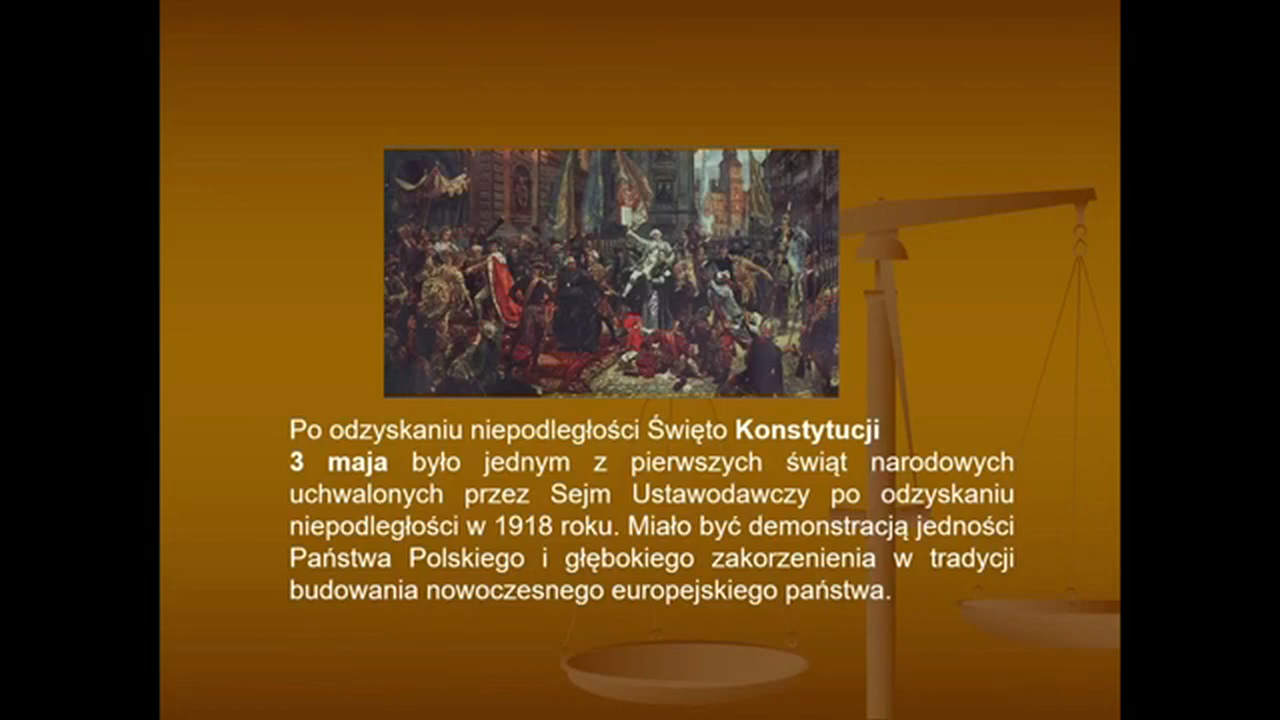 Po odzyskaniu niepodległości Święto Konstytucji
3 maja było jednym z pierwszych świąt narodowych
uchwalonych przez Sejm Ustawodawczy po odzyskaniu
niepodległości w 1918 roku. Miało być demonstracją jedności
Państwa Polskiego i głębokiego zakorzenienia w tradycji
budowania nowoczesnego europejskiego państwa.